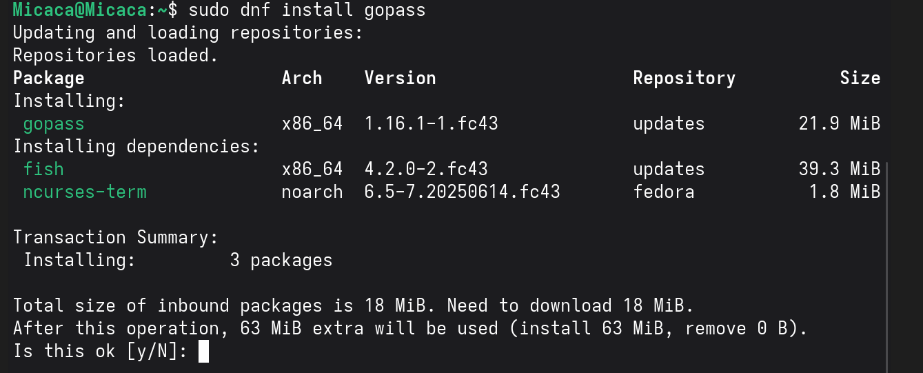 Micaca@Micaca:~$ sudo dnf install gopass
Updating and loading repositories:
Repositories loaded.
Package Arch Version Repository Size
Installing:
gopass x86_64 1.16.1-1.fc43 updates 21.9 MiB
Installing dependencies:
fish x86_64 4.2.0-2.fc43 updates 39.3 MiB
ncurses-term noarch 6.5-7.20250614.fc43 fedora 1.8 MiB
Transaction Summary:
Installing: 3 packages
Total size of inbound packages is 18 MiB. Need to download 18 MiB.
After this operation, 63 MiB extra will be used (install 63 MiB, remove 0 B).
Is this ok [y/N]: